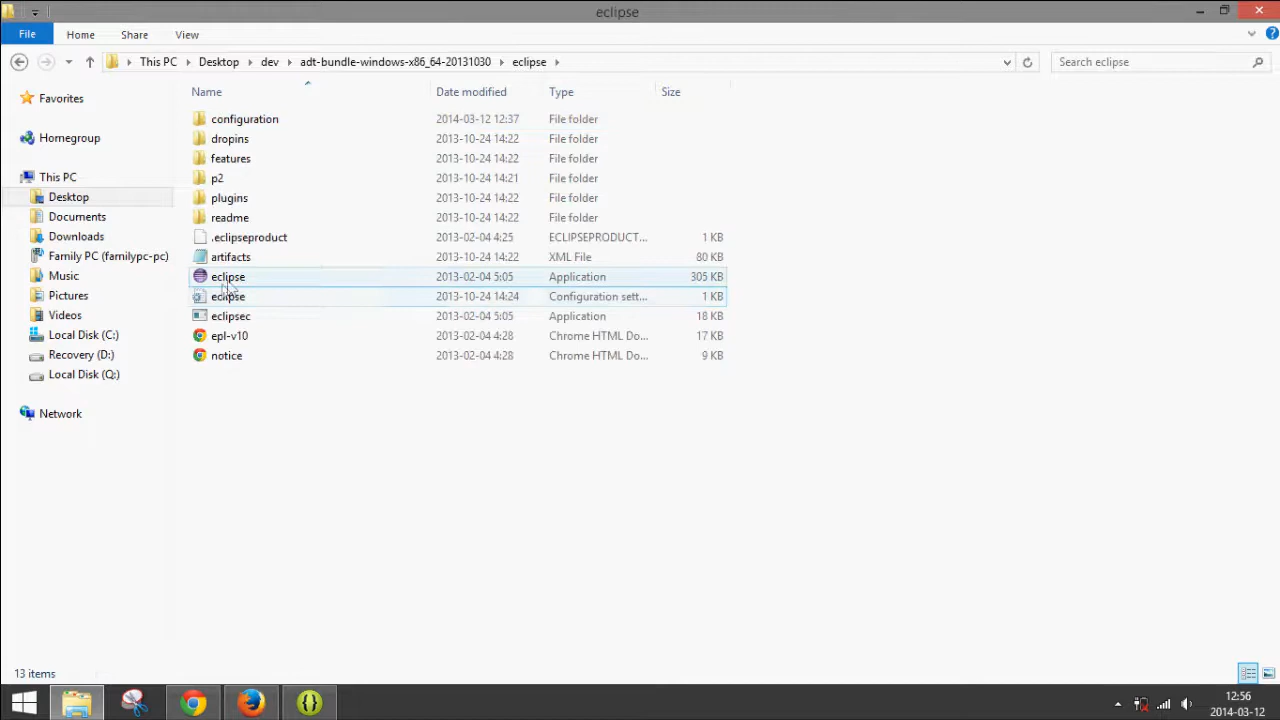 eclipse
File Home Share View
This PC Desktop dev adt-bundle-windows-x86_64-20131030 eclipse Search eclipse
Name Date modified Type Size
Favorites
Homegroup
This PC
Desktop
Documents
Downloads
Family PC (familypc-pc)
Music
Pictures
Videos
Local Disk (C:)
Recovery (D:)
Local Disk (Q:)
Network
configuration 2014-03-12 12:37 File folder
dropins 2013-10-24 14:22 File folder
features 2013-10-24 14:22 File folder
p2 2013-10-24 14:21 File folder
plugins 2013-10-24 14:22 File folder
readme 2013-10-24 14:22 File folder
.eclipseproduct 2013-02-04 4:25 ECLIPSEPRODUCT... 1 KB
artifacts 2013-10-24 14:22 XML File 80 KB
eclipse 2013-02-04 5:05 Application 305 KB
eclipse 2013-10-24 14:24 Configuration sett... 1 KB
eclipsec 2013-02-04 5:05 Application 18 KB
epl-v10 2013-02-04 4:28 Chrome HTML Do... 17 KB
notice 2013-02-04 4:28 Chrome HTML Do... 9 KB
13 items
12:56
2014-03-12